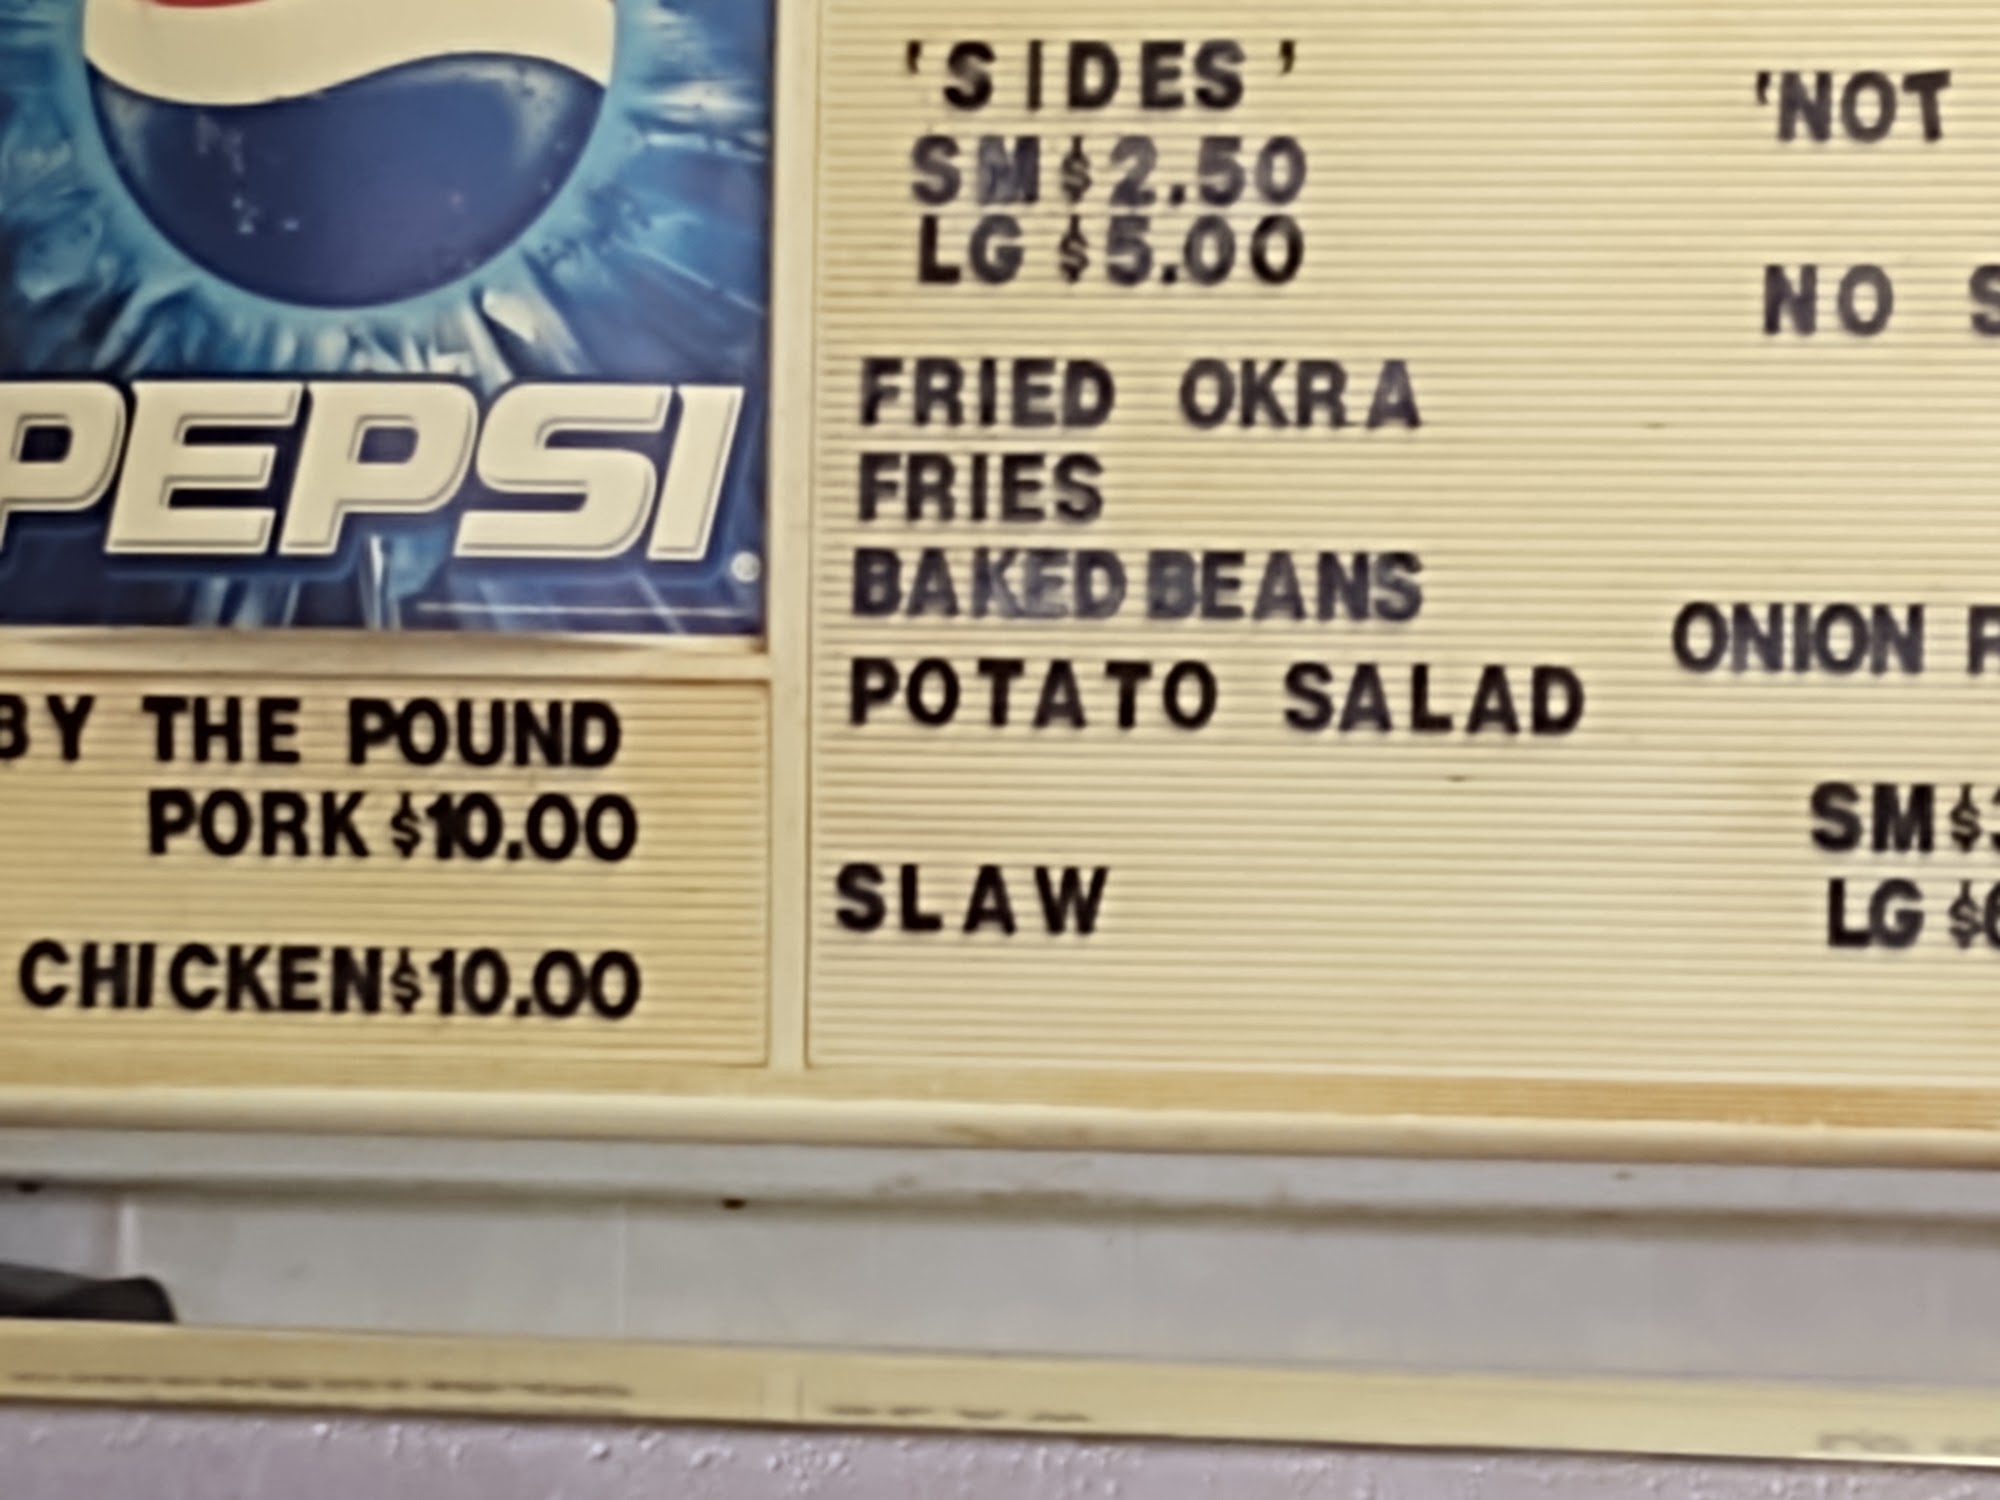 PEPSI
®
BY THE POUND
PORK $10.00
CHICKEN $10.00
'SIDES'
SM $2.50
LG $5.00
FRIED OKRA
FRIES
BAKED BEANS
POTATO SALAD
SLAW
'NOT
NO
ONION
SM $
LG $